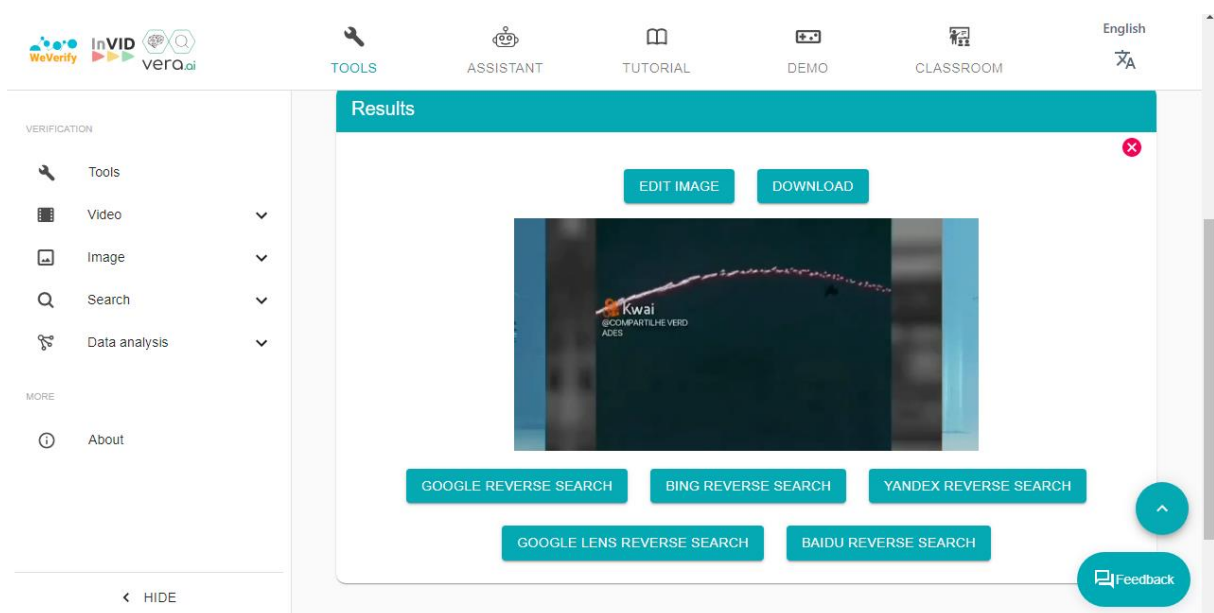 WeVerify
InVID
vera.ai
TOOLS
ASSISTANT
TUTORIAL
DEMO
CLASSROOM
English
VERIFICATION
Tools
Video
Image
Search
Data analysis
MORE
About
HIDE
Results
EDIT IMAGE
DOWNLOAD
Kwai
@COMPARTILHE VERD
ADES
GOOGLE REVERSE SEARCH
BING REVERSE SEARCH
YANDEX REVERSE SEARCH
GOOGLE LENS REVERSE SEARCH
BAIDU REVERSE SEARCH
Feedback